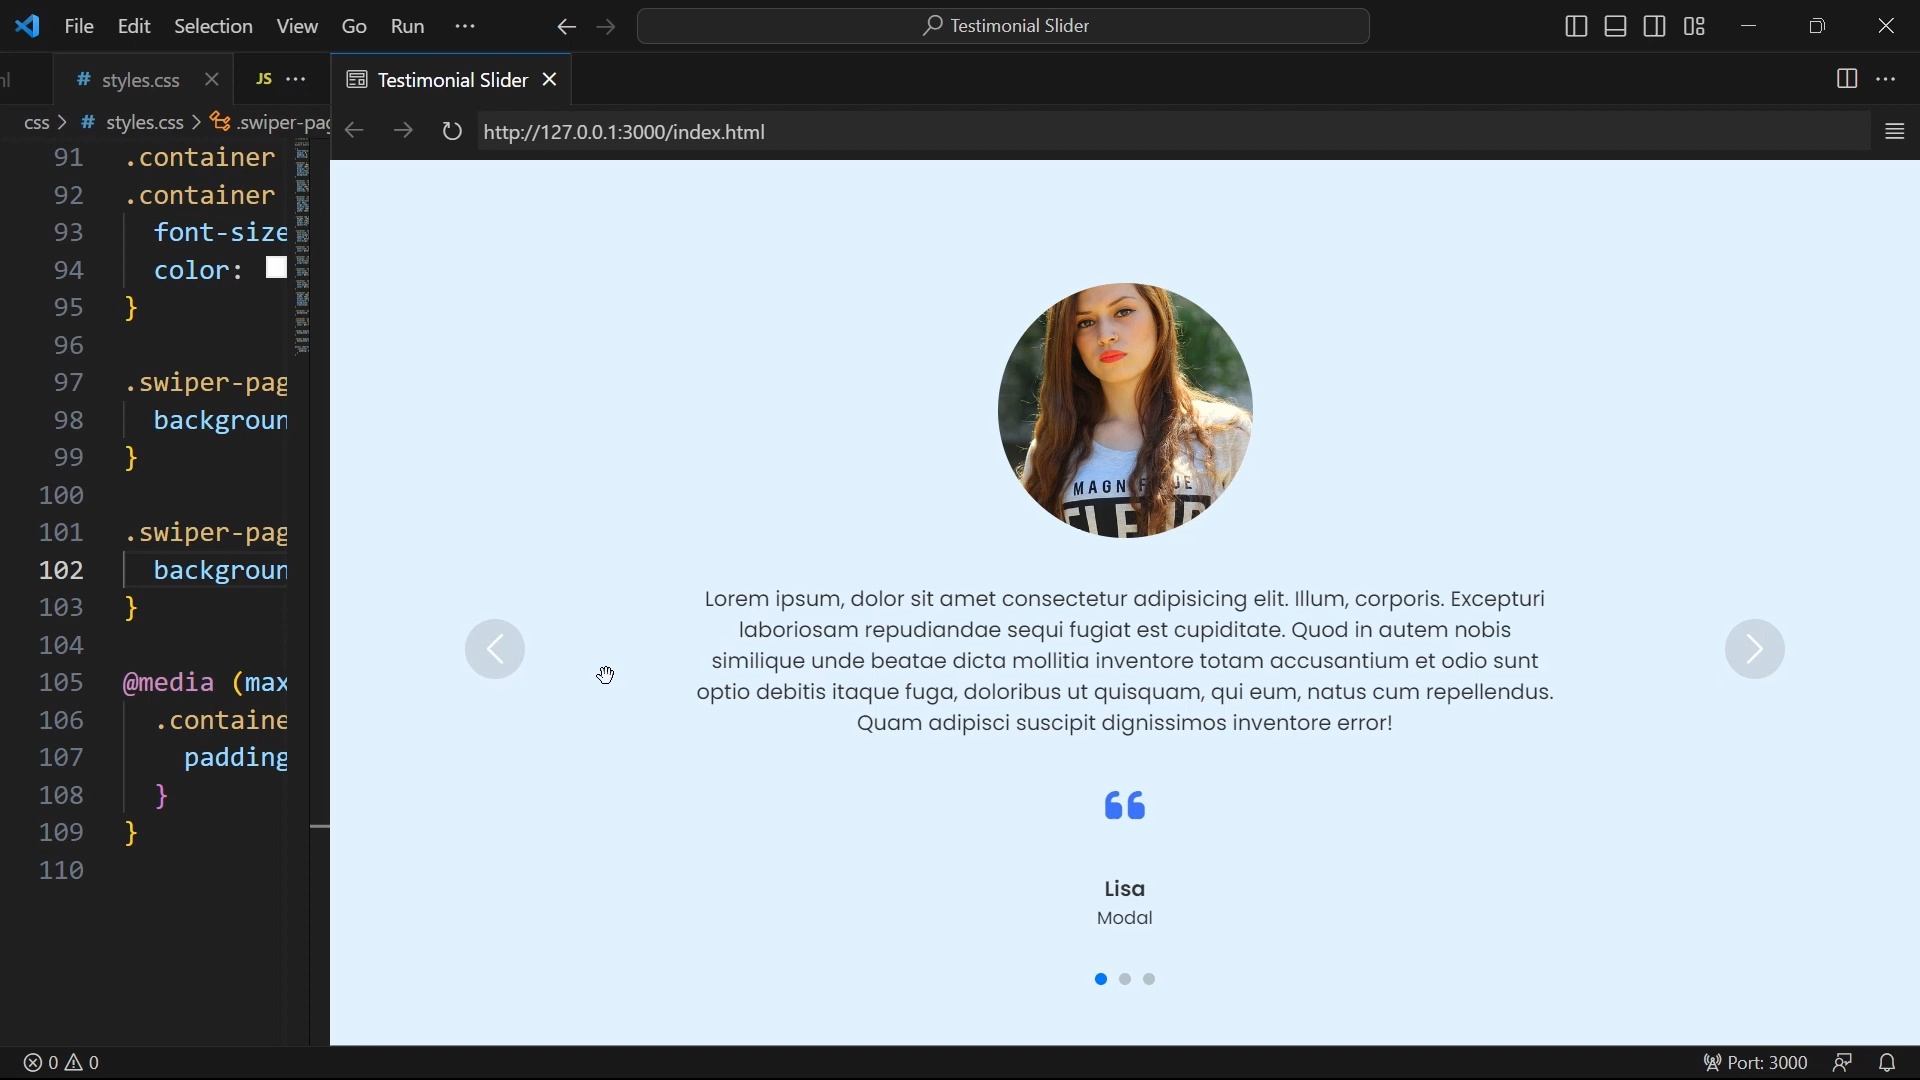 File Edit Selection View Go Run ···
Testimonial Slider
# styles.css
JS ···
Testimonial Slider
css > # styles.css > .swiper-pag
http://127.0.0.1:3000/index.html
91 .container
92 .container
93 font-size
94 color:
95 }
96
97 .swiper-pag
98 backgroun
99 }
100
101 .swiper-pag
102 backgroun
103 }
104
105 @media (max
106 .containe
107 padding
108 }
109 }
110
Lorem ipsum, dolor sit amet consectetur adipisicing elit. Illum, corporis. Excepturi
laboriosam repudiandae sequi fugiat est cupiditate. Quod in autem nobis
similique unde beatae dicta mollitia inventore totam accusantium et odio sunt
optio debitis itaque fuga, doloribus ut quisquam, qui eum, natus cum repellendus.
Quam adipisci suscipit dignissimos inventore error!
“
Lisa
Modal
0 0
Port: 3000